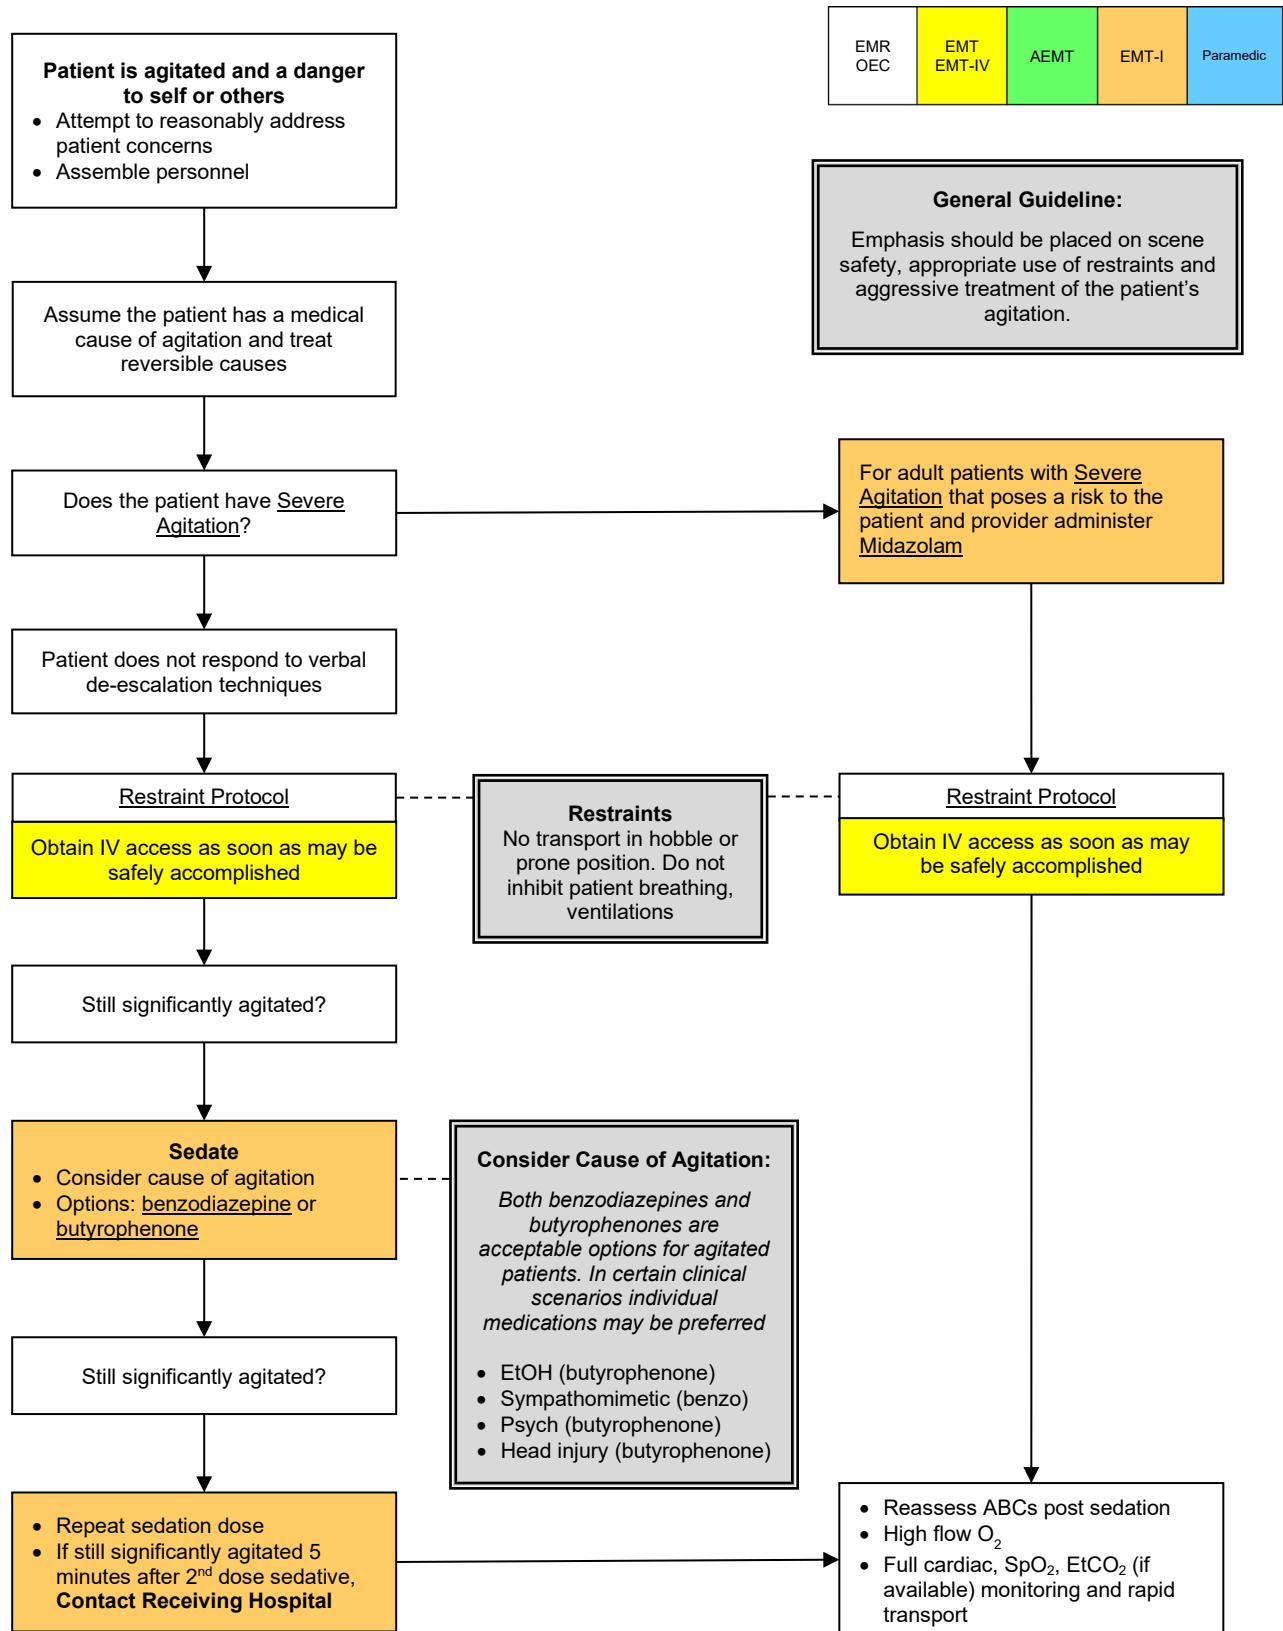 EMR
OEC
EMT
EMT-IV
AEMT
EMT-I
Paramedic
Patient is agitated and a danger
to self or others
• Attempt to reasonably address
patient concerns
• Assemble personnel
General Guideline:
Emphasis should be placed on scene
safety, appropriate use of restraints and
aggressive treatment of the patient’s
agitation.
Assume the patient has a medical
cause of agitation and treat
reversible causes
Does the patient have Severe
Agitation?
For adult patients with Severe
Agitation that poses a risk to the
patient and provider administer
Midazolam
Patient does not respond to verbal
de-escalation techniques
Restraint Protocol
Obtain IV access as soon as may be
safely accomplished
Restraints
No transport in hobble or
prone position. Do not
inhibit patient breathing,
ventilations
Restraint Protocol
Obtain IV access as soon as may
be safely accomplished
Still significantly agitated?
Sedate
• Consider cause of agitation
• Options: benzodiazepine or
butyrophenone
Consider Cause of Agitation:
Both benzodiazepines and
butyrophenones are
acceptable options for agitated
patients. In certain clinical
scenarios individual
medications may be preferred
• EtOH (butyrophenone)
• Sympathomimetic (benzo)
• Psych (butyrophenone)
• Head injury (butyrophenone)
Still significantly agitated?
• Repeat sedation dose
• If still significantly agitated 5
minutes after 2nd dose sedative,
Contact Receiving Hospital
• Reassess ABCs post sedation
• High flow O2
• Full cardiac, SpO2, EtCO2 (if
available) monitoring and rapid
transport